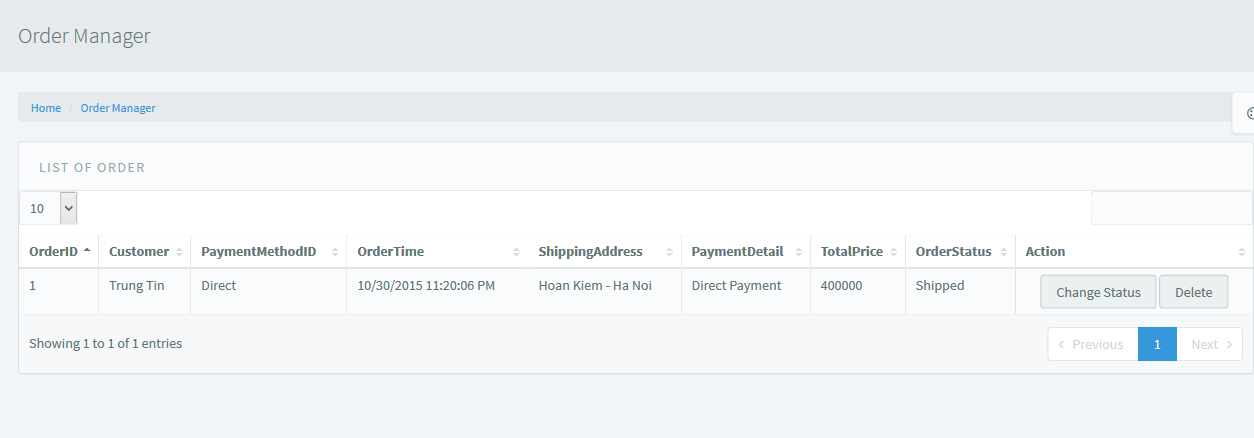 Order Manager
Home / Order Manager
LIST OF ORDER
10
OrderID Customer PaymentMethodID OrderTime ShippingAddress PaymentDetail TotalPrice OrderStatus Action
1 Trung Tin Direct 10/30/2015 11:20:06 PM Hoan Kiem - Ha Noi Direct Payment 400000 Shipped Change Status Delete
Showing 1 to 1 of 1 entries Previous 1 Next